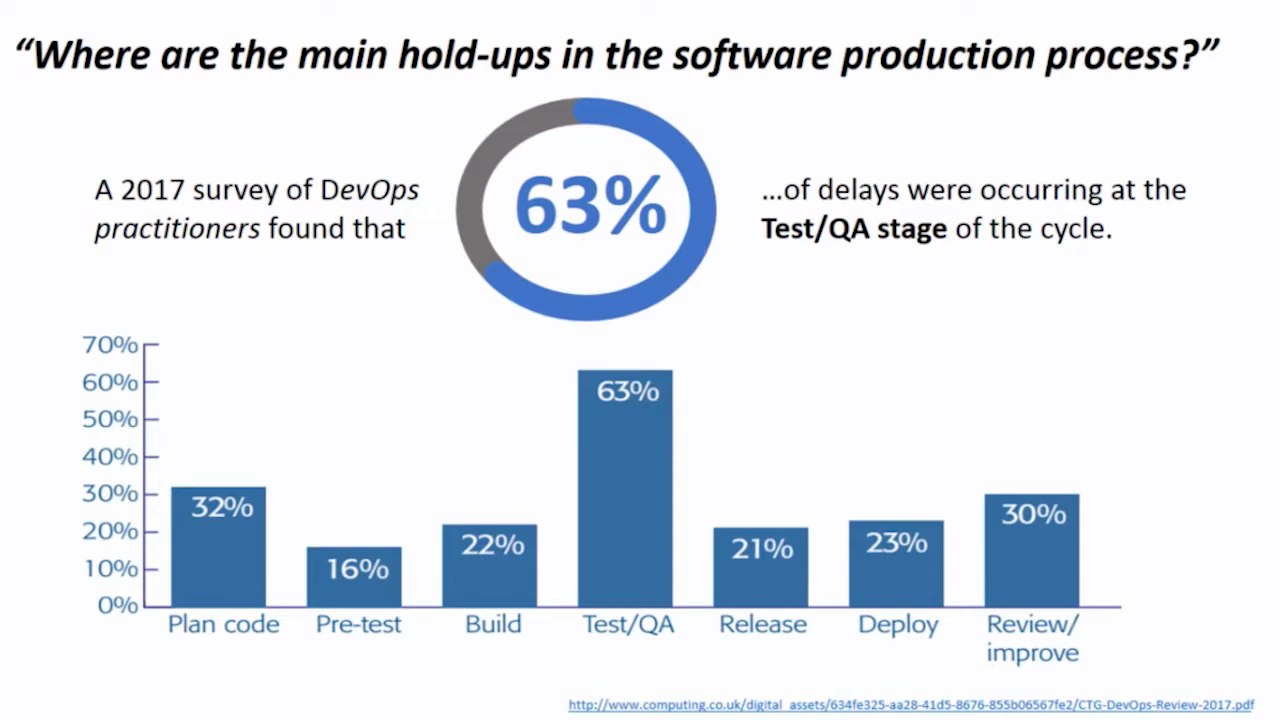 “Where are the main hold-ups in the software production process?”
A 2017 survey of DevOps
practitioners found that
63%
...of delays were occurring at the
Test/QA stage of the cycle.
70%
60%
50%
40%
30%
20%
10%
0%
32%
16%
22%
63%
21%
23%
30%
Plan code
Pre-test
Build
Test/QA
Release
Deploy
Review/
improve
http://www.computing.co.uk/digital_assets/634fe325-aa28-41d5-8676-855b06567fe2/CTG-DevOps-Review-2017.pdf